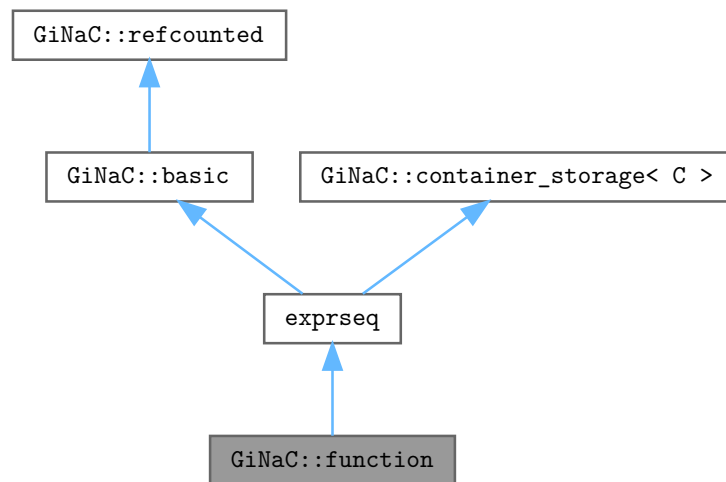 GiNaC::refcounted
GiNaC::basic
GiNaC::container_storage< C >
exprseq
GiNaC::function